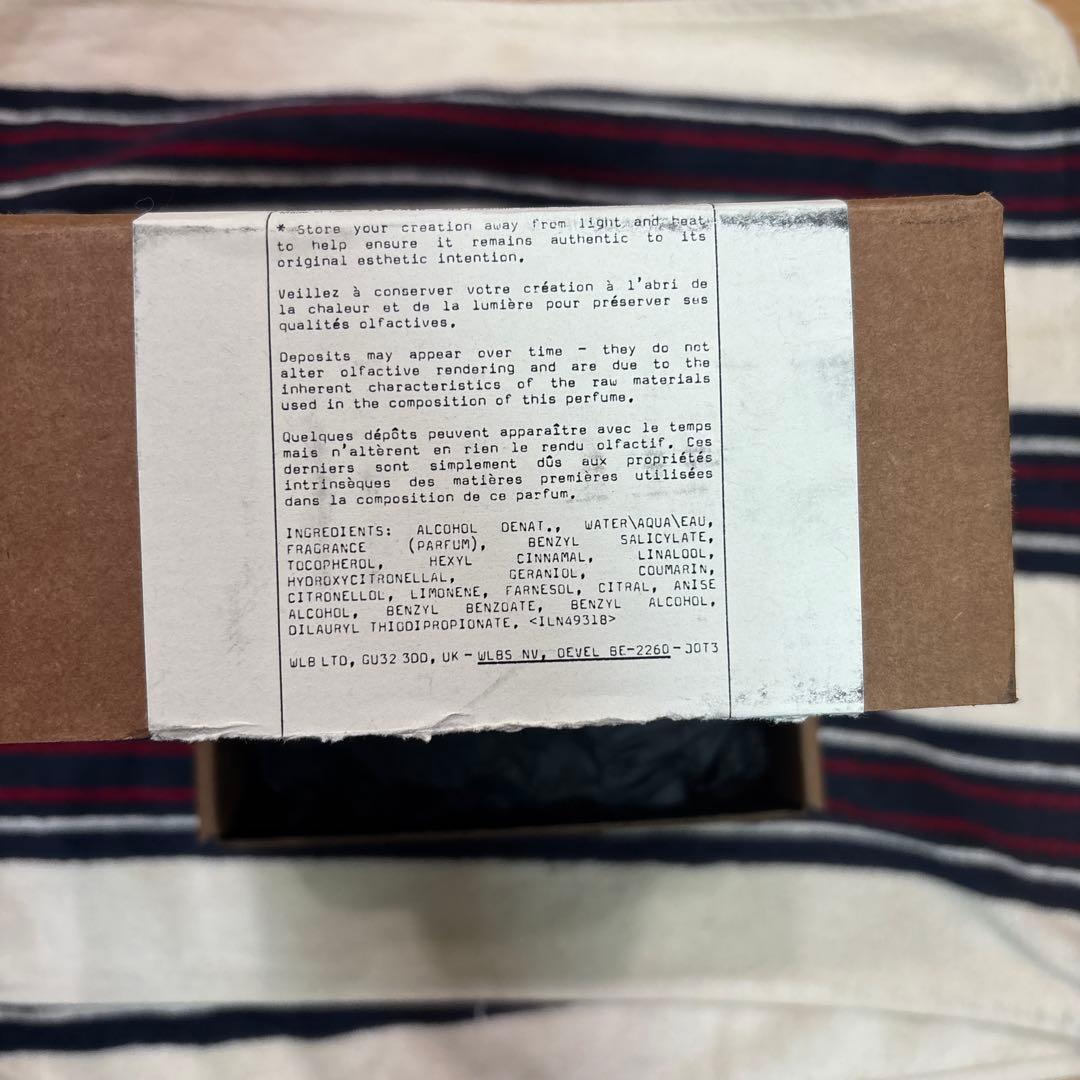 * Store your creation away from light and heat
to help ensure it remains authentic to its
original esthetic intention.
Veillez à conserver votre création à l'abri de
la chaleur et de la lumière pour préserver ses
qualités olfactives.
Deposits may appear over time - they do not
alter olfactive rendering and are due to the
inherent characteristics of the raw materials
used in the composition of this perfume.
Quelques dépôts peuvent apparaître avec le temps
mais n'altèrent en rien le rendu olfactif. Ces
derniers sont simplement dûs aux propriétés
intrinsèques des matières premières utilisées
dans la composition de ce parfum.
INGREDIENTS: ALCOHOL DENAT., WATER\AQUA\EAU,
FRAGRANCE (PARFUM), BENZYL SALICYLATE,
TOCOPHEROL, HEXYL CINNAMAL, LINALOOL,
HYDROXYCITRONELLAL, GERANIOL, COUMARIN,
CITRONELLOL, LIMONENE, FARNESOL, CITRAL, ANISE
ALCOHOL, BENZYL BENZOATE, BENZYL ALCOHOL,
DILAURYL THIODIPROPIONATE, <ILN49318>
WLB LTD, GU32 3DD, UK - WLBS NV, OEVEL BE-2260 - JOT3